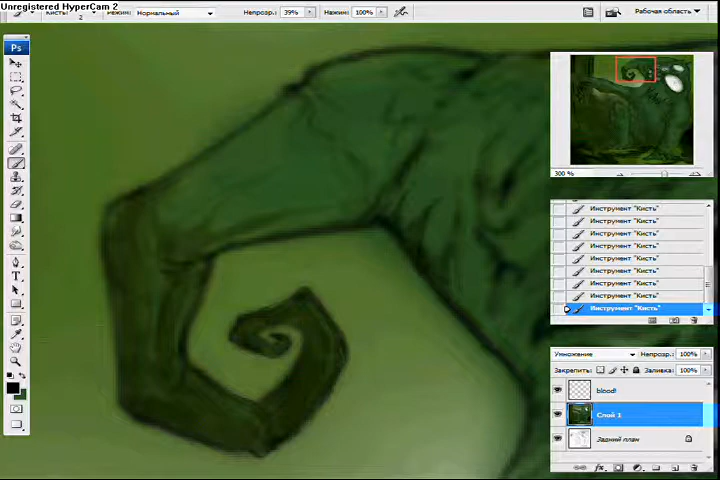 Unregistered HyperCam 2
Кисть:
2
Режим:
Нормальный
Непрозр.:
39%
Нажим:
100%
Рабочая область
Ps
300 %
Инструмент "Кисть"
Инструмент "Кисть"
Инструмент "Кисть"
Инструмент "Кисть"
Инструмент "Кисть"
Инструмент "Кисть"
Инструмент "Кисть"
Инструмент "Кисть"
Инструмент "Кисть"
Умножение
Непрозр.:
100%
Закрепить:
Заливка:
100%
blood!
Слой 1
Задний план
T
fx